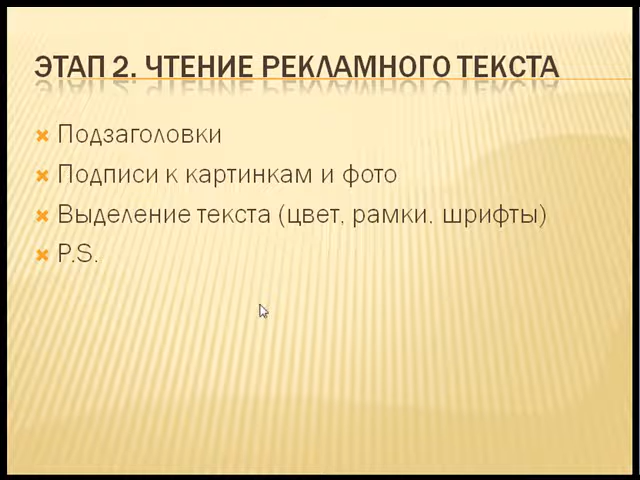 ЭТАП 2. ЧТЕНИЕ РЕКЛАМНОГО ТЕКСТА
Подзаголовки
Подписи к картинкам и фото
Выделение текста (цвет, рамки, шрифты)
P.S.